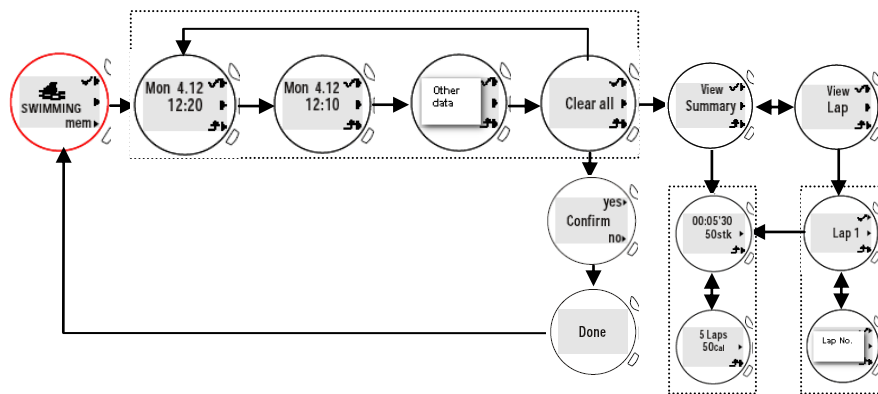 SWIMMING
mem
Mon 4.12
12:20
Mon 4.12
12:10
Other
data
Clear all
View
Summary
View
Lap
yes
Confirm
no
00:05'30
50stk
Lap 1
Done
5 Laps
50Cal
Lap No.